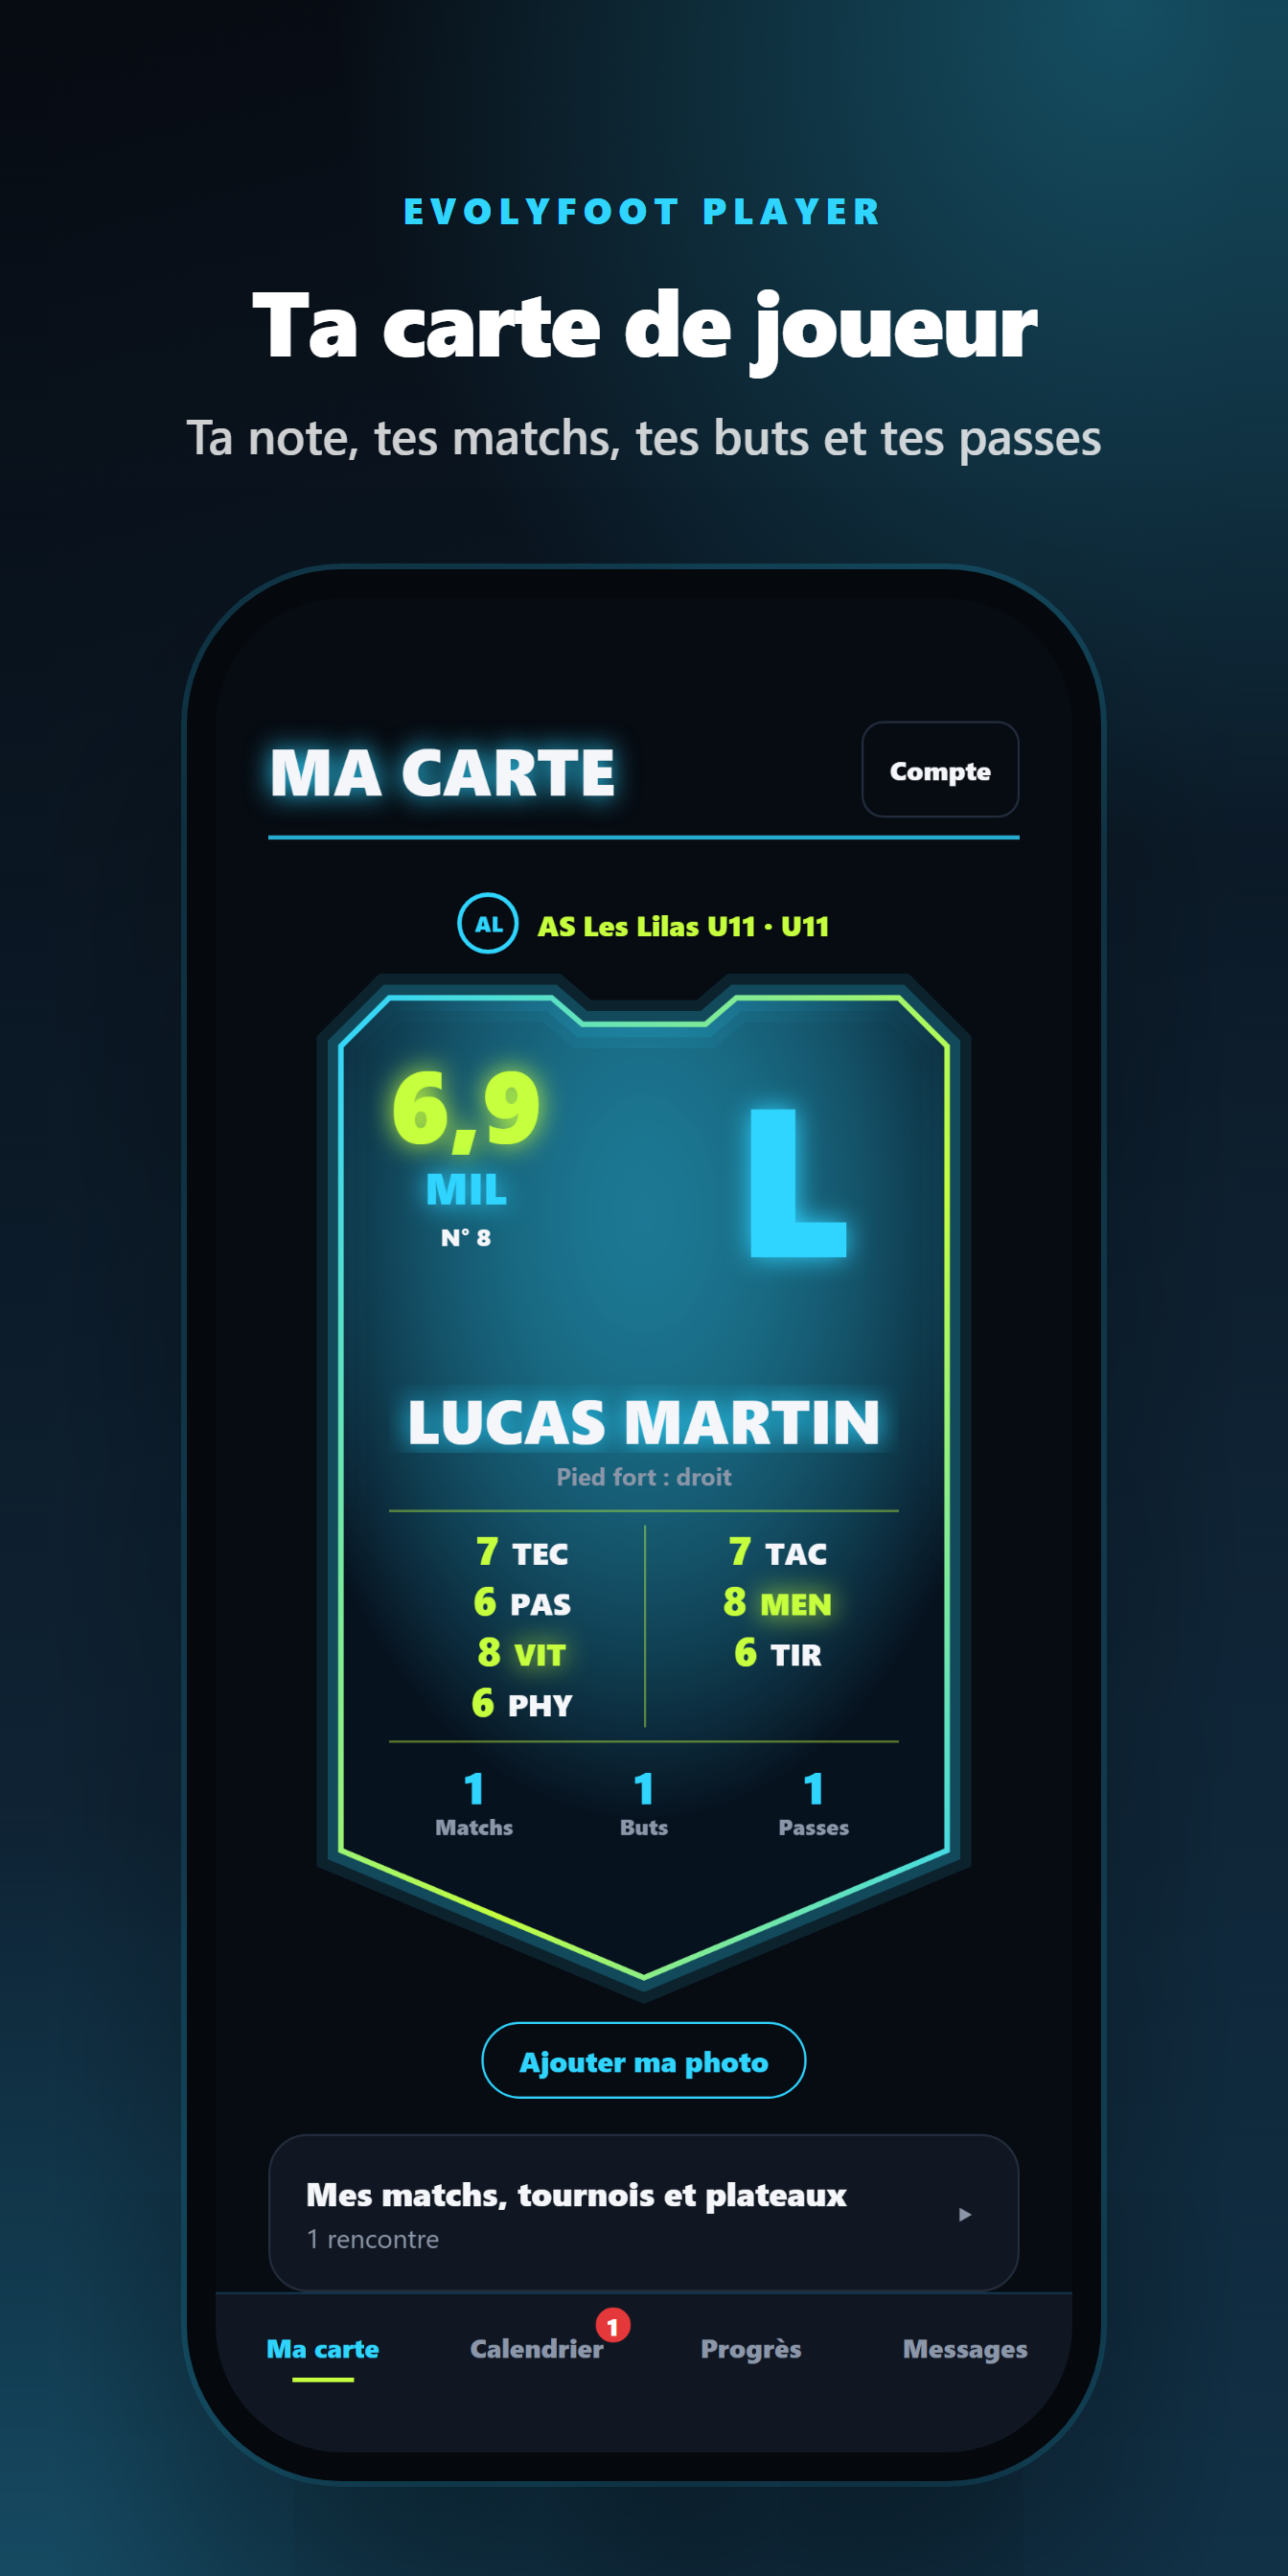 EVOLYFOOT PLAYER
Ta carte de joueur
Ta note, tes matchs, tes buts et tes passes
MA CARTE
Compte
AL
AS Les Lilas U11 · U11
6,9
MIL
N° 8
L
LUCAS MARTIN
Pied fort : droit
7 TEC
6 PAS
8 VIT
6 PHY
7 TAC
8 MEN
6 TIR
1
Matchs
1
Buts
1
Passes
Ajouter ma photo
Mes matchs, tournois et plateaux
1 rencontre
Ma carte
Calendrier
1
Progrès
Messages